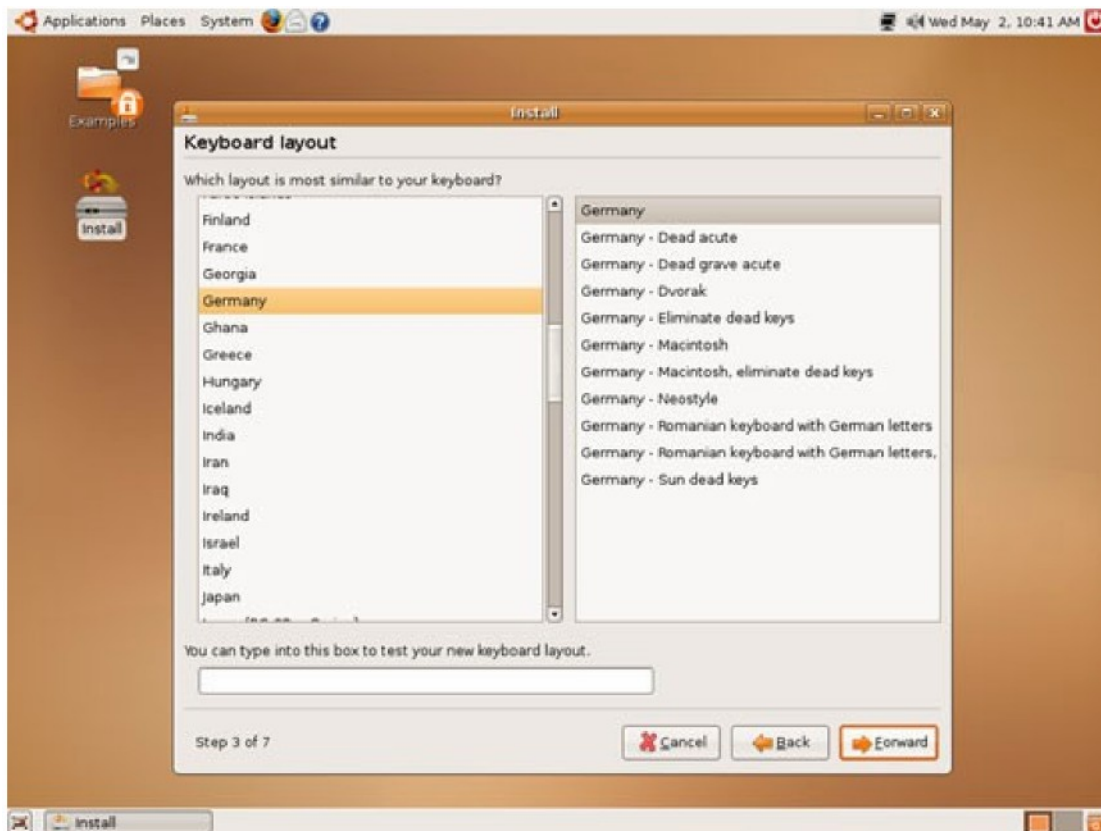 Applications Places System
Wed May 2, 10:41 AM
Examples
Install
Install
Keyboard layout
Which layout is most similar to your keyboard?
Finland
France
Georgia
Germany
Ghana
Greece
Hungary
Iceland
India
Iran
Iraq
Ireland
Israel
Italy
Japan
Germany
Germany - Dead acute
Germany - Dead grave acute
Germany - Dvorak
Germany - Eliminate dead keys
Germany - Macintosh
Germany - Macintosh, eliminate dead keys
Germany - Neostyle
Germany - Romanian keyboard with German letters
Germany - Romanian keyboard with German letters,
Germany - Sun dead keys
You can type into this box to test your new keyboard layout.
Step 3 of 7
Cancel
Back
Forward
Install